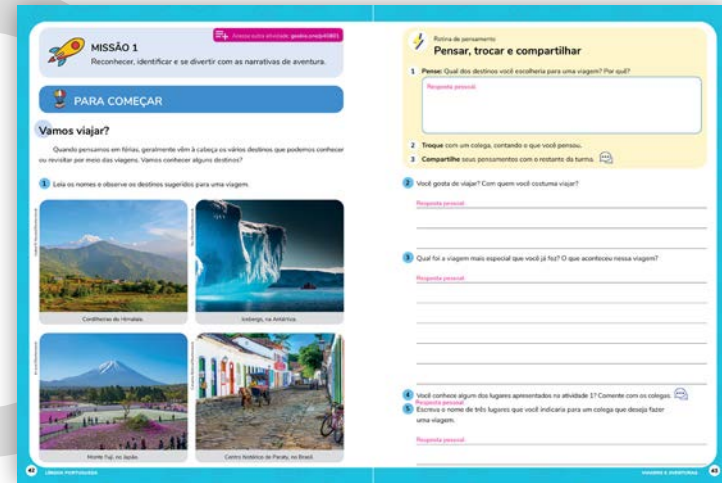 Acesse outra atividade:
MISSÃO 1
Reconhecer, identificar e se divertir com as narrativas de aventura.
PARA COMEÇAR
Vamos viajar?
Quando pensamos em férias, geralmente vêm à cabeça os vários destinos que podemos conhecer
ou revisitar por meio das viagens. Vamos conhecer alguns destinos?
1 Leia os nomes e observe os destinos sugeridos para uma viagem.
Cordilheiras do Himalaia.
Icebergs, na Antártica.
Monte Fuji, no Japão.
Centro histórico de Paraty, no Brasil.
42 LÍNGUA PORTUGUESA
Rotina de pensamento
Pensar, trocar e compartilhar
1 Pense: Qual dos destinos você escolheria para uma viagem? Por quê?
Resposta pessoal.
2 Troque com um colega, contando o que você pensou.
3 Compartilhe seus pensamentos com o restante da turma.
2 Você gosta de viajar? Com quem você costuma viajar?
Resposta pessoal.
3 Qual foi a viagem mais especial que você já fez? O que aconteceu nessa viagem?
Resposta pessoal.
4 Você conhece algum dos lugares apresentados na atividade 1? Comente com os colegas.
Resposta pessoal.
5 Escreva o nome de três lugares que você indicaria para um colega que deseja fazer
uma viagem.
Resposta pessoal.
VIAGENS E AVENTURAS 43